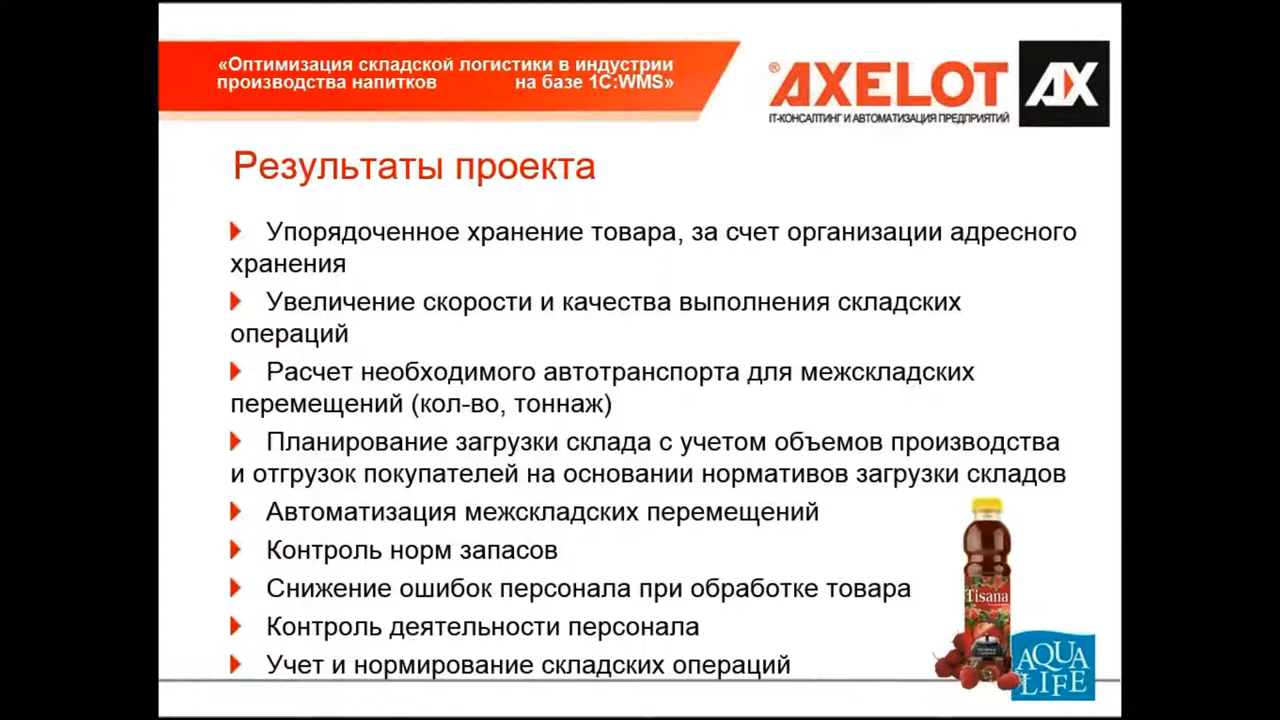 «Оптимизация складской логистики в индустрии
производства напитков на базе 1С:WMS»
® AXELOT
AX
IT-КОНСАЛТИНГ И АВТОМАТИЗАЦИЯ ПРЕДПРИЯТИЙ
Результаты проекта
Упорядоченное хранение товара, за счет организации адресного
хранения
Увеличение скорости и качества выполнения складских
операций
Расчет необходимого автотранспорта для межскладских
перемещений (кол-во, тоннаж)
Планирование загрузки склада с учетом объемов производства
и отгрузок покупателей на основании нормативов загрузки складов
Автоматизация межскладских перемещений
Контроль норм запасов
Снижение ошибок персонала при обработке товара
Контроль деятельности персонала
Учет и нормирование складских операций
Tisana
AQUA
LIFE